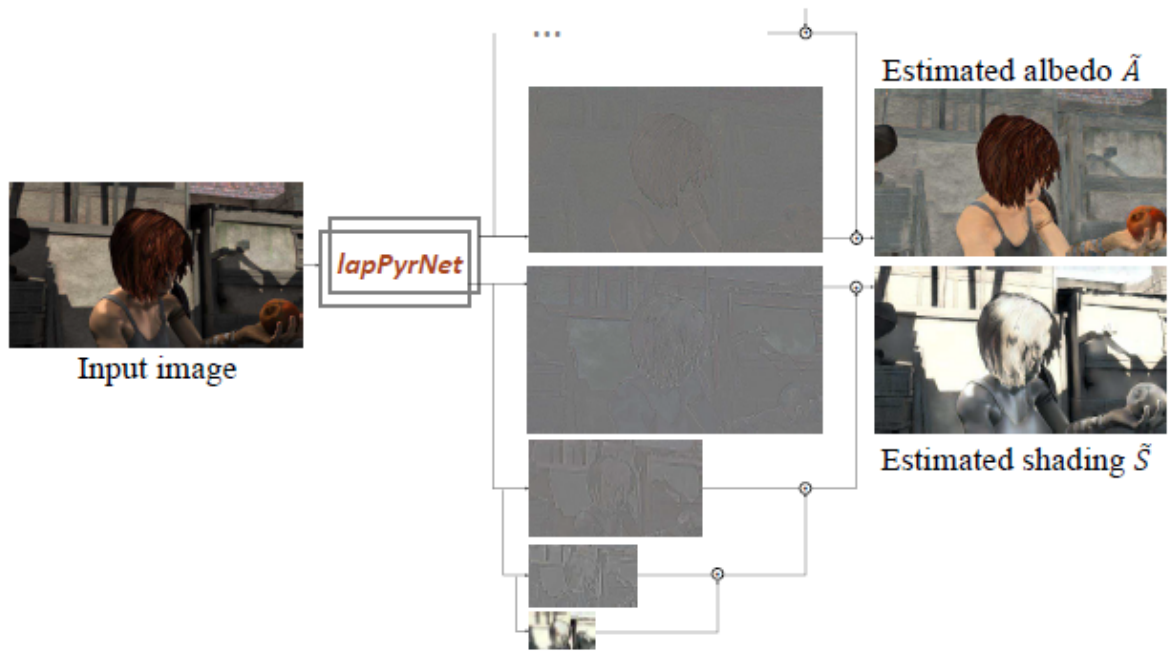 ...
Estimated albedo Ã
lapPyrNet
Input image
Estimated shading S̃